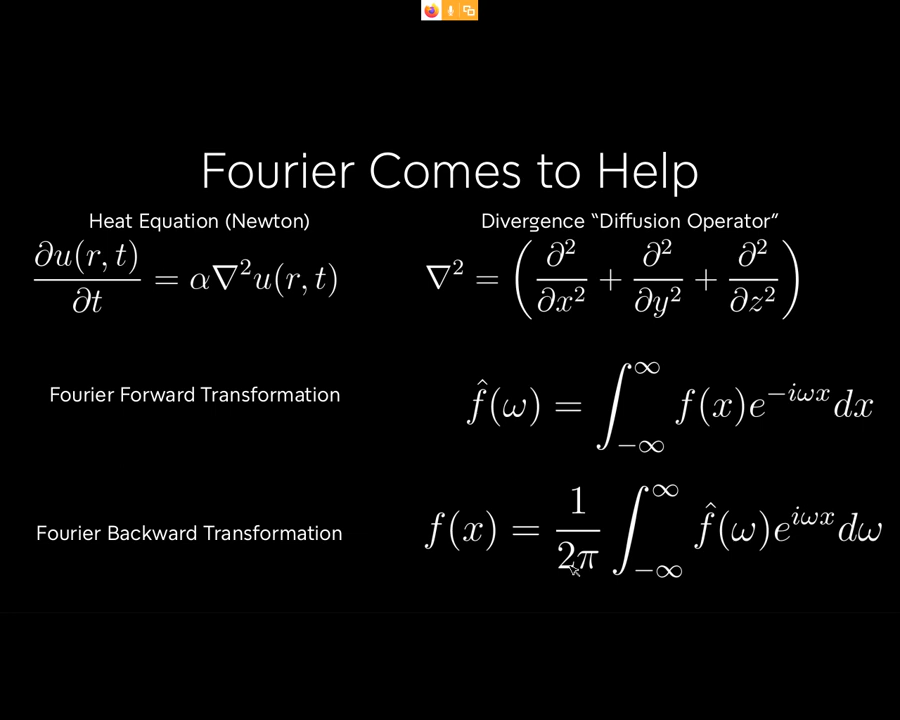 Fourier Comes to Help
Heat Equation (Newton)
Divergence “Diffusion Operator”
∂u(r, t)/∂t = α∇²u(r, t)
∇² = (∂²/∂x² + ∂²/∂y² + ∂²/∂z²)
Fourier Forward Transformation
f̂(ω) = ∫_{-∞}^{∞} f(x)e^{-iωx}dx
Fourier Backward Transformation
f(x) = 1/2π ∫_{-∞}^{∞} f̂(ω)e^{iωx}dω